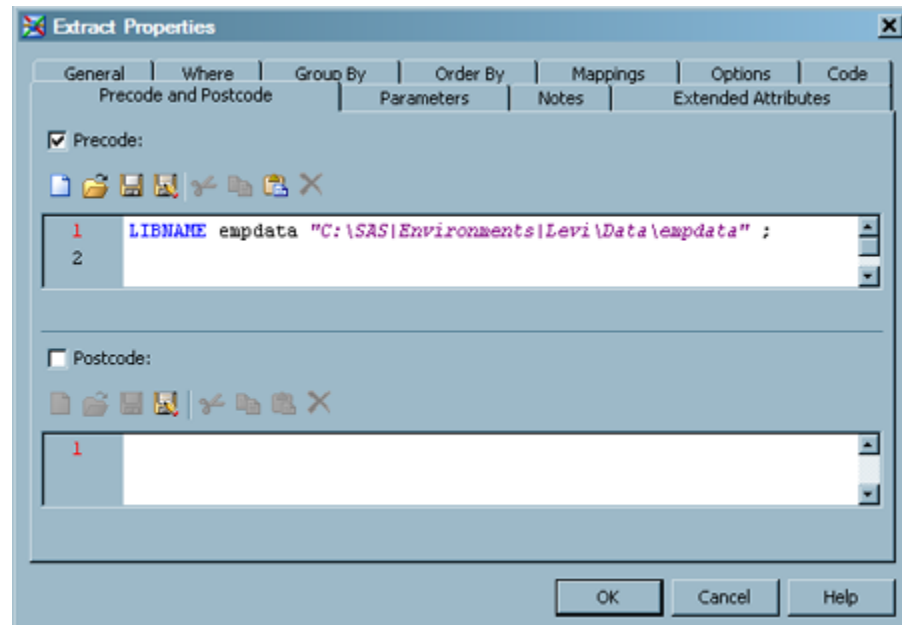 Extract Properties
General Where Group By Order By Mappings Options Code
Precode and Postcode Parameters Notes Extended Attributes
Precode:
1 LIBNAME empdata "C:\SAS|Environments|Levi\Data\empdata" ;
2
Postcode:
1
OK Cancel Help